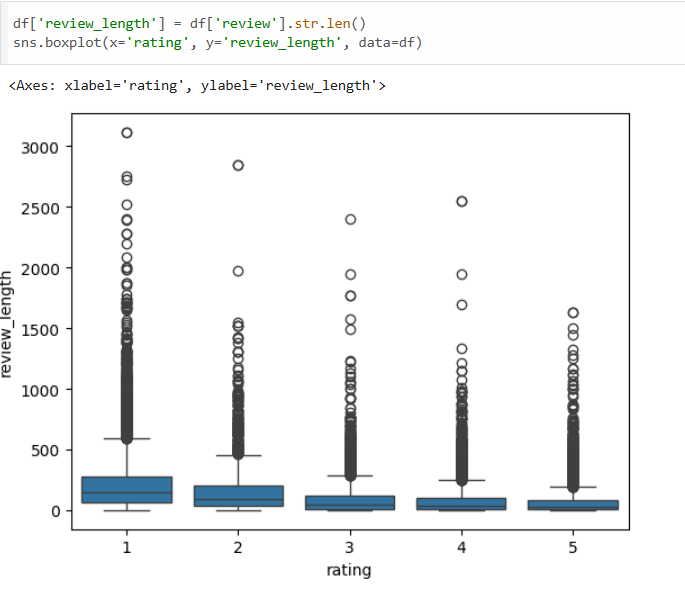 df['review_length'] = df['review'].str.len()
sns.boxplot(x='rating', y='review_length', data=df)
<Axes: xlabel='rating', ylabel='review_length'>
3000
2500
2000
1500
1000
500
0
review_length
1 2 3 4 5
rating